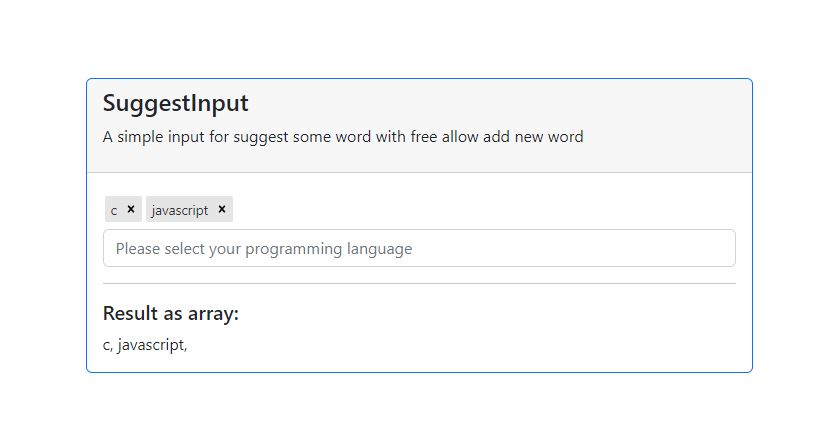 SuggestInput
A simple input for suggest some word with free allow add new word
c × javascript ×
Please select your programming language
Result as array:
c, javascript,